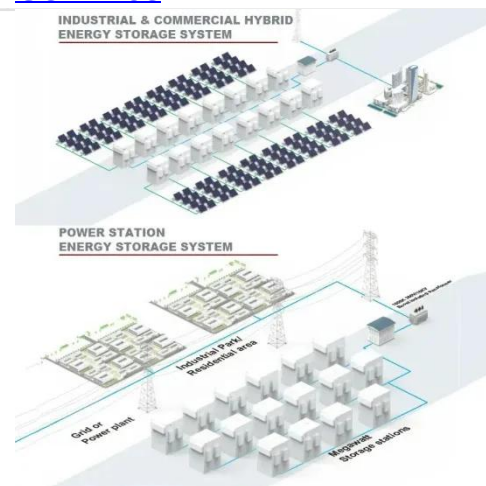 INDUSTRIAL & COMMERCIAL HYBRID
ENERGY STORAGE SYSTEM
POWER STATION
ENERGY STORAGE SYSTEM
Industrial Park/
Residential area
Grid or
Power plant
Megawatt
Storage stations